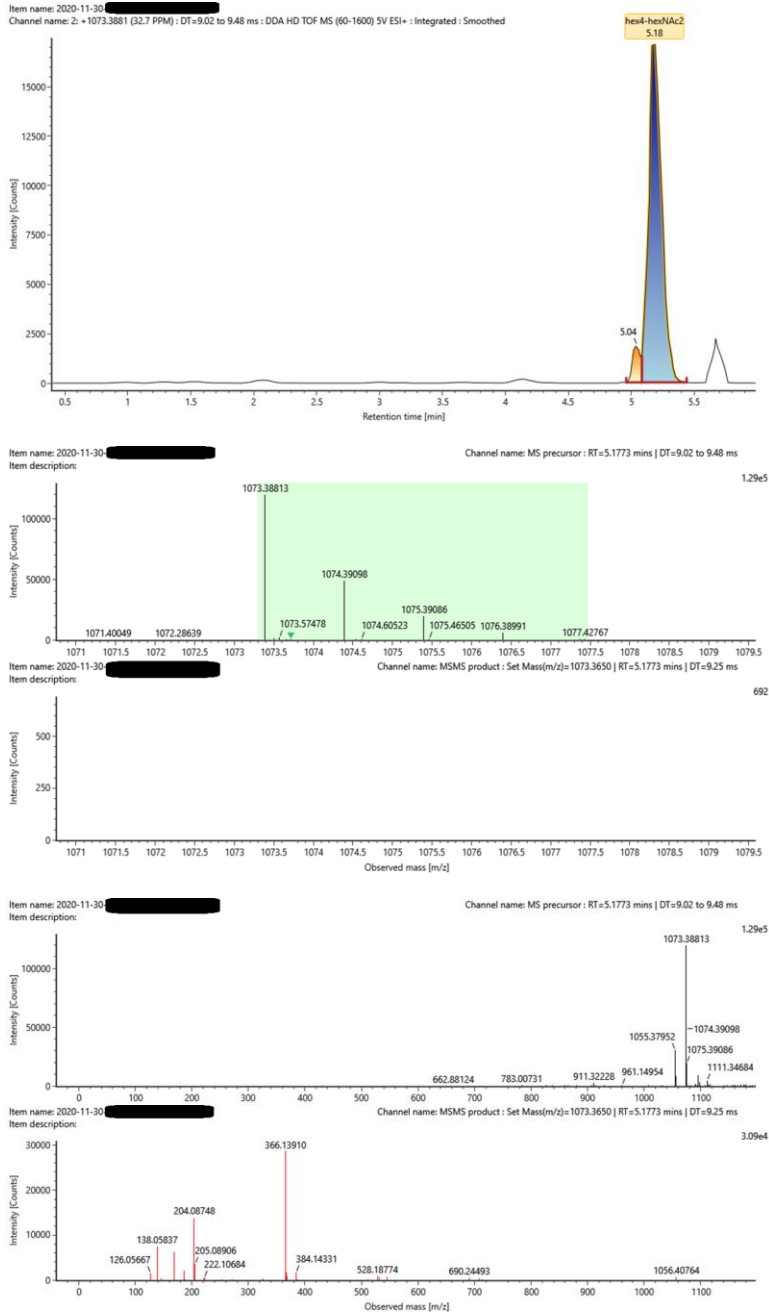 Item name: 2020-11-30-
Channel name: 2: +1073.3881 (32.7 PPM) : DT=9.02 to 9.48 ms : DDA HD TOF MS (60-1600) 5V ESI+ : Integrated : Smoothed
hex4-hexNAc2
5.18
15000
12500
10000
7500
5000
2500
0
5.04
Intensity [Counts]
0.5 1 1.5 2 2.5 3 3.5 4 4.5 5 5.5
Retention time [min]
Item name: 2020-11-30-
Channel name: MS precursor : RT=5.1773 mins | DT=9.02 to 9.48 ms
Item description:
1.29e5
1073.38813
100000
1074.39098
50000
1075.39086
1071.40049 1072.28639 1073.57478 1074.60523 1075.46505 1076.38991 1077.42767
0
Intensity [Counts]
1071 1071.5 1072 1072.5 1073 1073.5 1074 1074.5 1075 1075.5 1076 1076.5 1077 1077.5 1078 1078.5 1079 1079.5
Item name: 2020-11-30-
Channel name: MSMS product : Set Mass(m/z)=1073.3650 | RT=5.1773 mins | DT=9.25 ms
Item description:
692
500
250
0
Intensity [Counts]
1071 1071.5 1072 1072.5 1073 1073.5 1074 1074.5 1075 1075.5 1076 1076.5 1077 1077.5 1078 1078.5 1079 1079.5
Observed mass [m/z]
Item name: 2020-11-30-
Channel name: MS precursor : RT=5.1773 mins | DT=9.02 to 9.48 ms
Item description:
1.29e5
1073.38813
100000
1074.39098
50000
1055.37952
1075.39086
662.88124 783.00731 911.32228 961.14954 1111.34684
0
Intensity [Counts]
0 100 200 300 400 500 600 700 800 900 1000 1100
Item name: 2020-11-30-
Channel name: MSMS product : Set Mass(m/z)=1073.3650 | RT=5.1773 mins | DT=9.25 ms
Item description:
3.09e4
30000
366.13910
20000
204.08748
10000
138.05837
205.08906
126.05667 222.10684 384.14331 528.18774 690.24493 1056.40764
0
Intensity [Counts]
0 100 200 300 400 500 600 700 800 900 1000 1100
Observed mass [m/z]